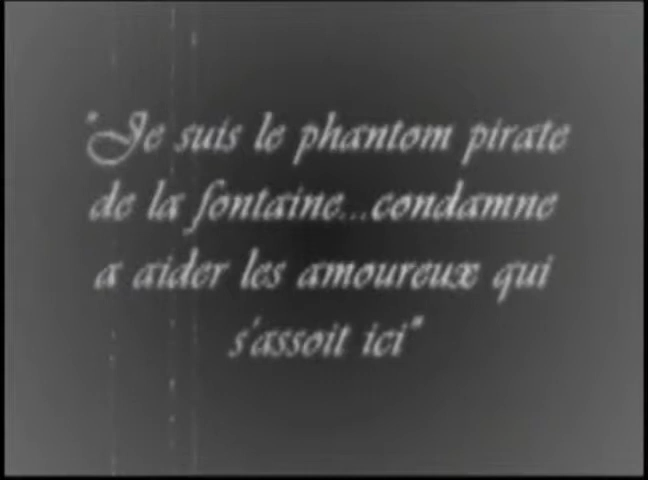 "Je suis le phantom pirate
de la fontaine...condamne
a aider les amoureux qui
s'assoit ici"